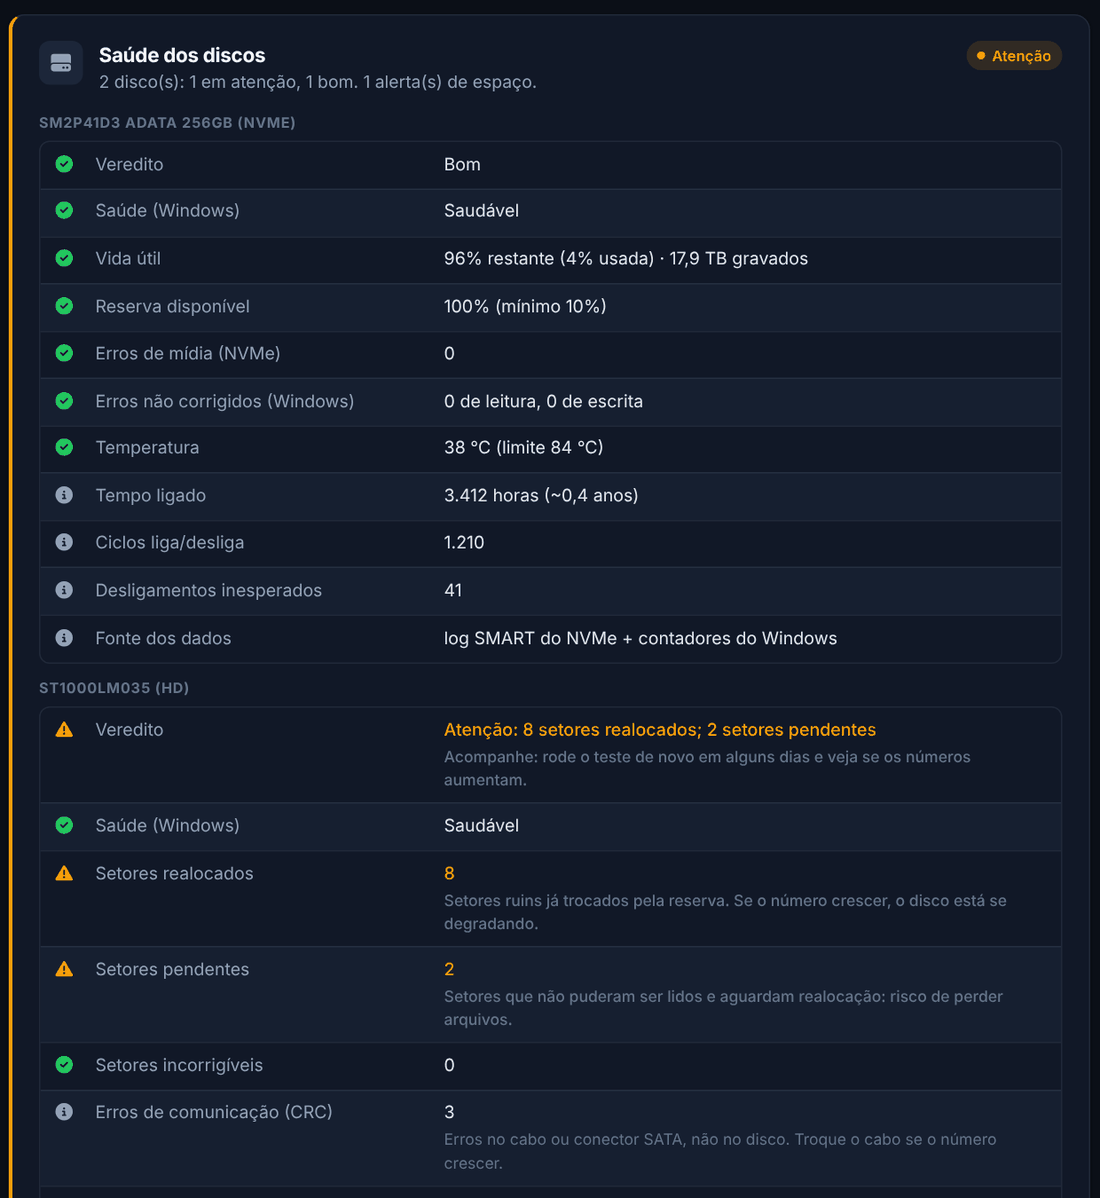 Saúde dos discos
Atenção
2 disco(s): 1 em atenção, 1 bom. 1 alerta(s) de espaço.
SM2P41D3 ADATA 256GB (NVME)
Veredito Bom
Saúde (Windows) Saudável
Vida útil 96% restante (4% usada) · 17,9 TB gravados
Reserva disponível 100% (mínimo 10%)
Erros de mídia (NVMe) 0
Erros não corrigidos (Windows) 0 de leitura, 0 de escrita
Temperatura 38 °C (limite 84 °C)
Tempo ligado 3.412 horas (~0,4 anos)
Ciclos liga/desliga 1.210
Desligamentos inesperados 41
Fonte dos dados log SMART do NVMe + contadores do Windows
ST1000LM035 (HD)
Veredito Atenção: 8 setores realocados; 2 setores pendentes
Acompanhe: rode o teste de novo em alguns dias e veja se os números
aumentam.
Saúde (Windows) Saudável
Setores realocados 8
Setores ruins já trocados pela reserva. Se o número crescer, o disco está se
degradando.
Setores pendentes 2
Setores que não puderam ser lidos e aguardam realocação: risco de perder
arquivos.
Setores incorrigíveis 0
Erros de comunicação (CRC) 3
Erros no cabo ou conector SATA, não no disco. Troque o cabo se o número
crescer.